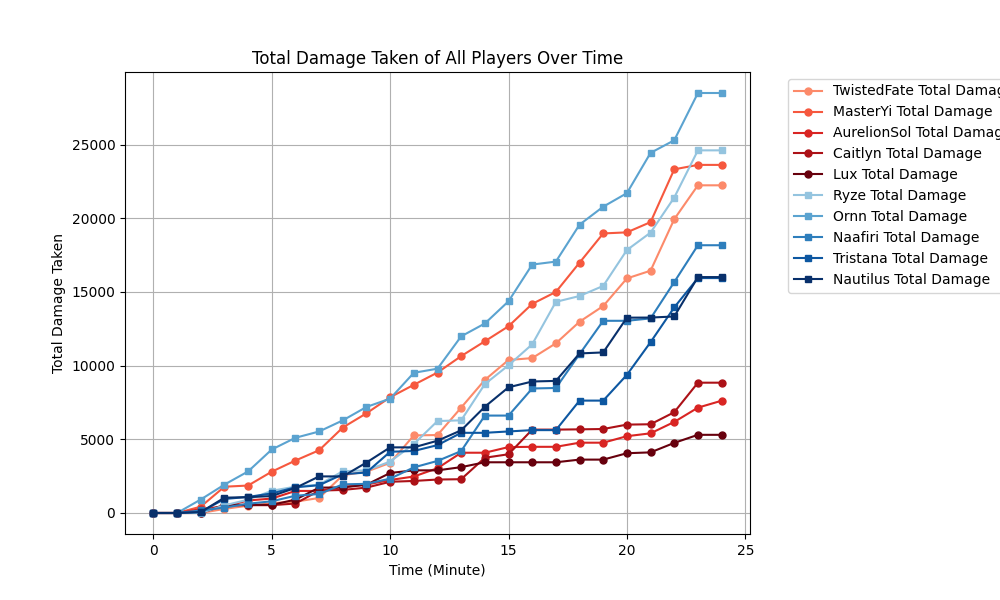 Total Damage Taken of All Players Over Time
Total Damage Taken
25000
20000
15000
10000
5000
0
0 5 10 15 20 25
Time (Minute)
TwistedFate Total Damag
MasterYi Total Damage
AurelionSol Total Damag
Caitlyn Total Damage
Lux Total Damage
Ryze Total Damage
Ornn Total Damage
Naafiri Total Damage
Tristana Total Damage
Nautilus Total Damage